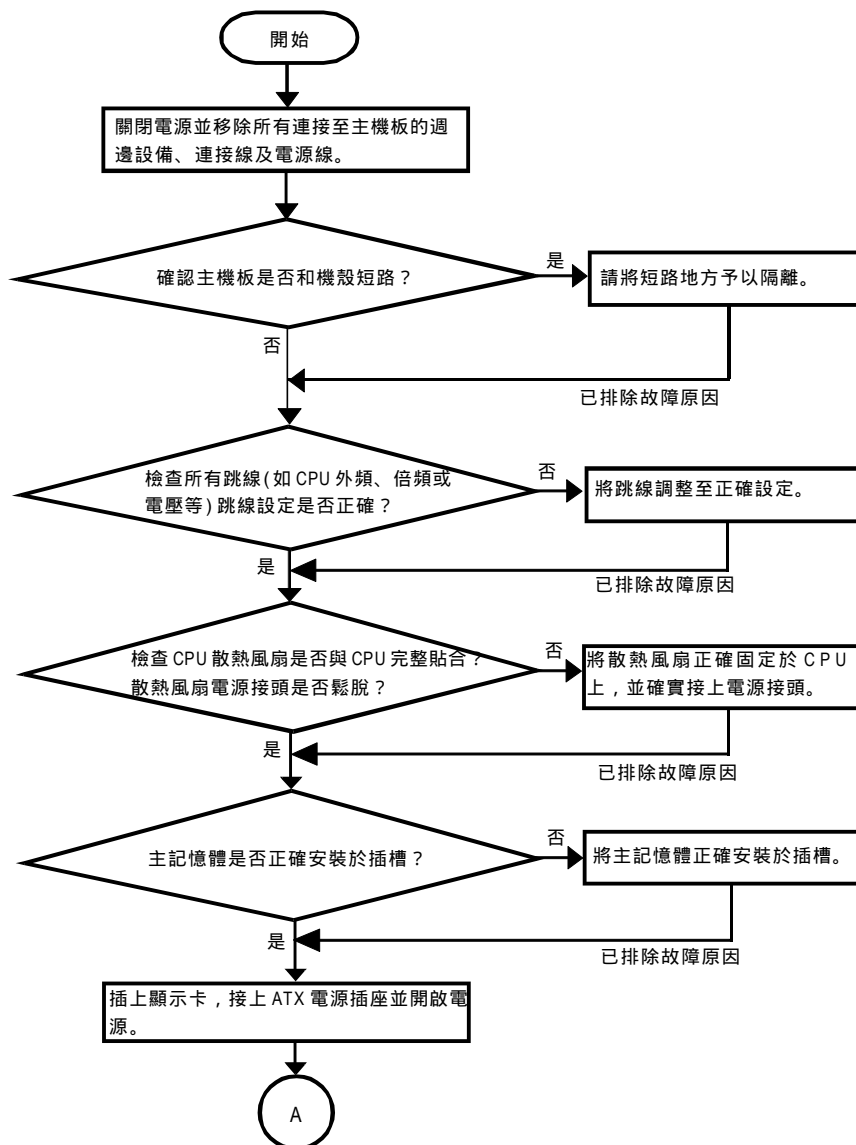 開始
關閉電源並移除所有連接至主機板的週
邊設備、連接線及電源線。
確認主機板是否和機殼短路？
是
請將短路地方予以隔離。
否
已排除故障原因
檢查所有跳線(如 CPU 外頻、倍頻或
電壓等)跳線設定是否正確？
否
將跳線調整至正確設定。
是
已排除故障原因
檢查 CPU 散熱風扇是否與 CPU 完整貼合？
散熱風扇電源接頭是否鬆脫？
否
將散熱風扇正確固定於 CPU
上，並確實接上電源接頭。
是
已排除故障原因
主記憶體是否正確安裝於插槽？
否
將主記憶體正確安裝於插槽。
是
已排除故障原因
插上顯示卡，接上 ATX 電源插座並開啟電
源。
A